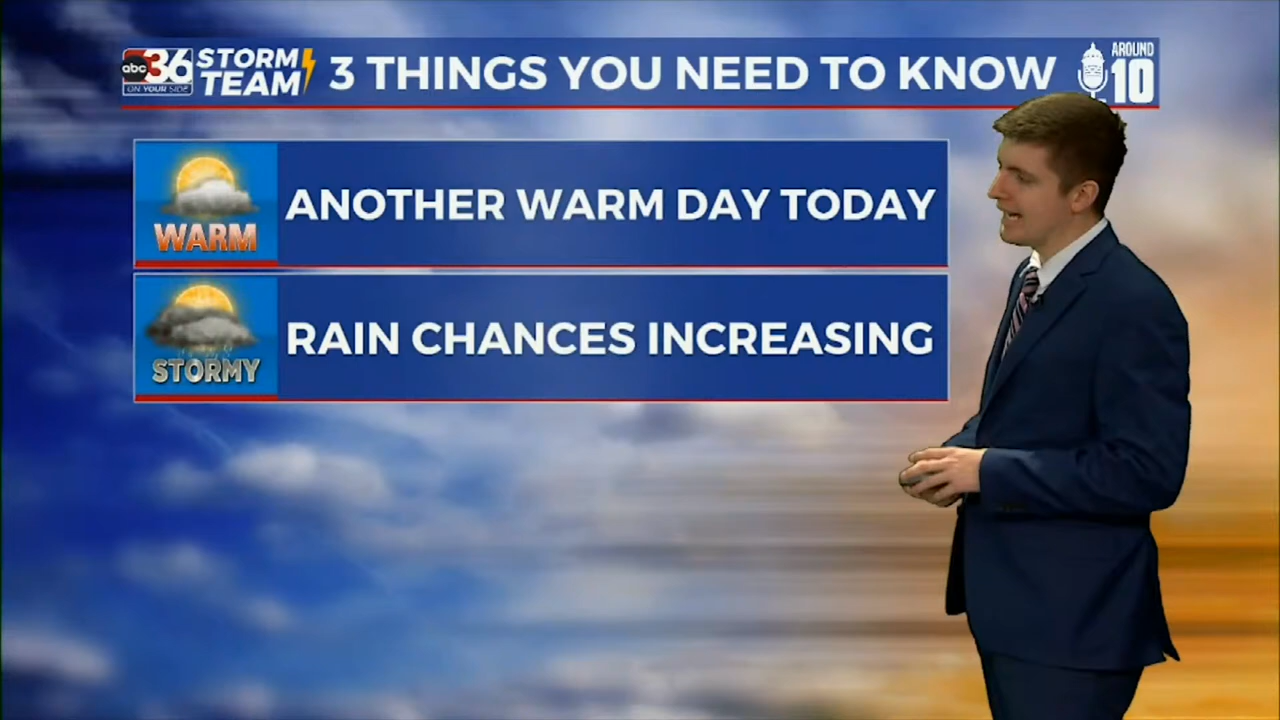 abc 36
ON YOUR SIDE
STORM
TEAM
3 THINGS YOU NEED TO KNOW
AROUND
10
WARM
ANOTHER WARM DAY TODAY
STORMY
RAIN CHANCES INCREASING